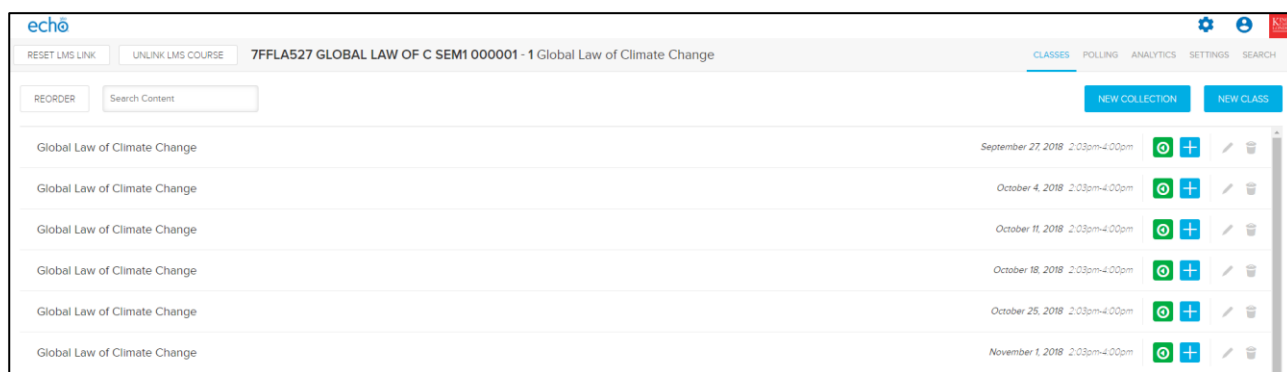 echo
RESET LMS LINK UNLINK LMS COURSE 7FFLA527 GLOBAL LAW OF C SEM1 000001 - 1 Global Law of Climate Change CLASSES POLLING ANALYTICS SETTINGS SEARCH
REORDER Search Content NEW COLLECTION NEW CLASS
Global Law of Climate Change September 27, 2018 2:03pm-4:00pm
Global Law of Climate Change October 4, 2018 2:03pm-4:00pm
Global Law of Climate Change October 11, 2018 2:03pm-4:00pm
Global Law of Climate Change October 18, 2018 2:03pm-4:00pm
Global Law of Climate Change October 25, 2018 2:03pm-4:00pm
Global Law of Climate Change November 1, 2018 2:03pm-4:00pm